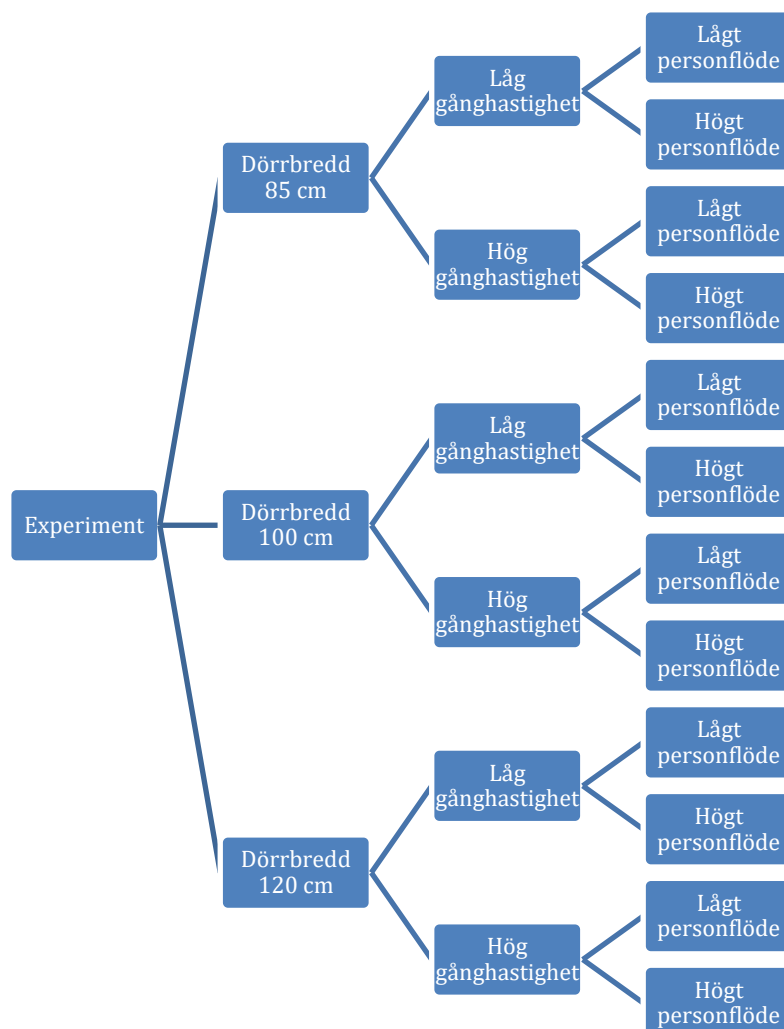 Experiment
Dörrbredd
85 cm
Låg
gånghastighet
Lågt
personflöde
Högt
personflöde
Hög
gånghastighet
Lågt
personflöde
Högt
personflöde
Dörrbredd
100 cm
Låg
gånghastighet
Lågt
personflöde
Högt
personflöde
Hög
gånghastighet
Lågt
personflöde
Högt
personflöde
Dörrbredd
120 cm
Låg
gånghastighet
Lågt
personflöde
Högt
personflöde
Hög
gånghastighet
Lågt
personflöde
Högt
personflöde